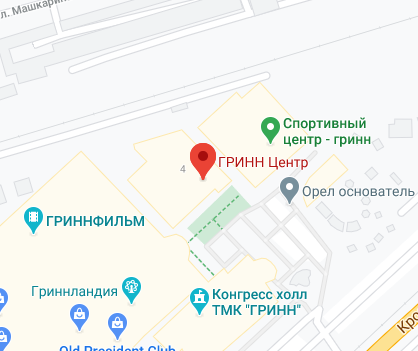 л. Машкарин
Спортивный
центр - гринн
ГРИНН Центр
4
Орел основатель
ГРИННФИЛЬМ
Гриннландия
Конгресс холл
ТМК "ГРИНН"
Old President Club
Кро